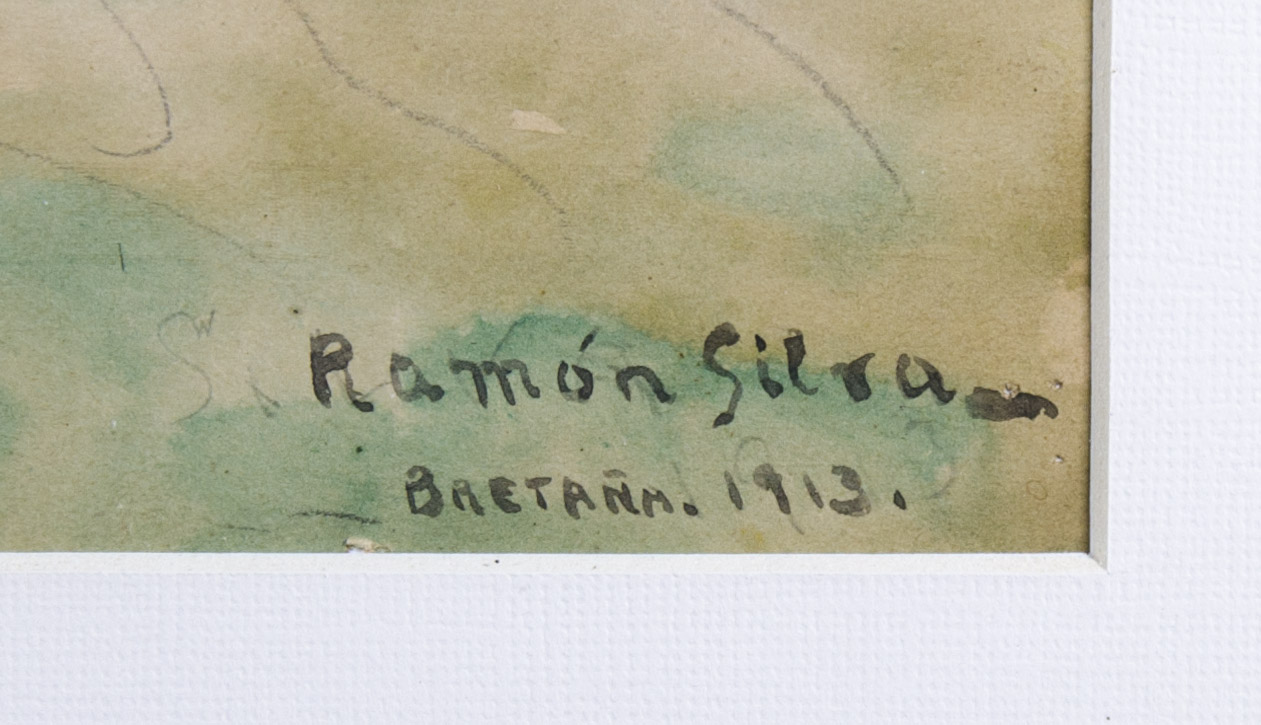 Ramón Silva
BRETAÑA. 1913.